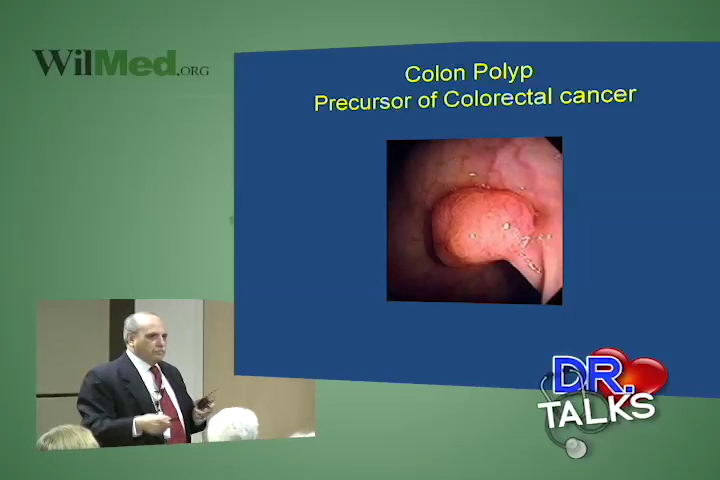 WilMed.ORG
Colon Polyp
Precursor of Colorectal cancer
DR.
TALKS